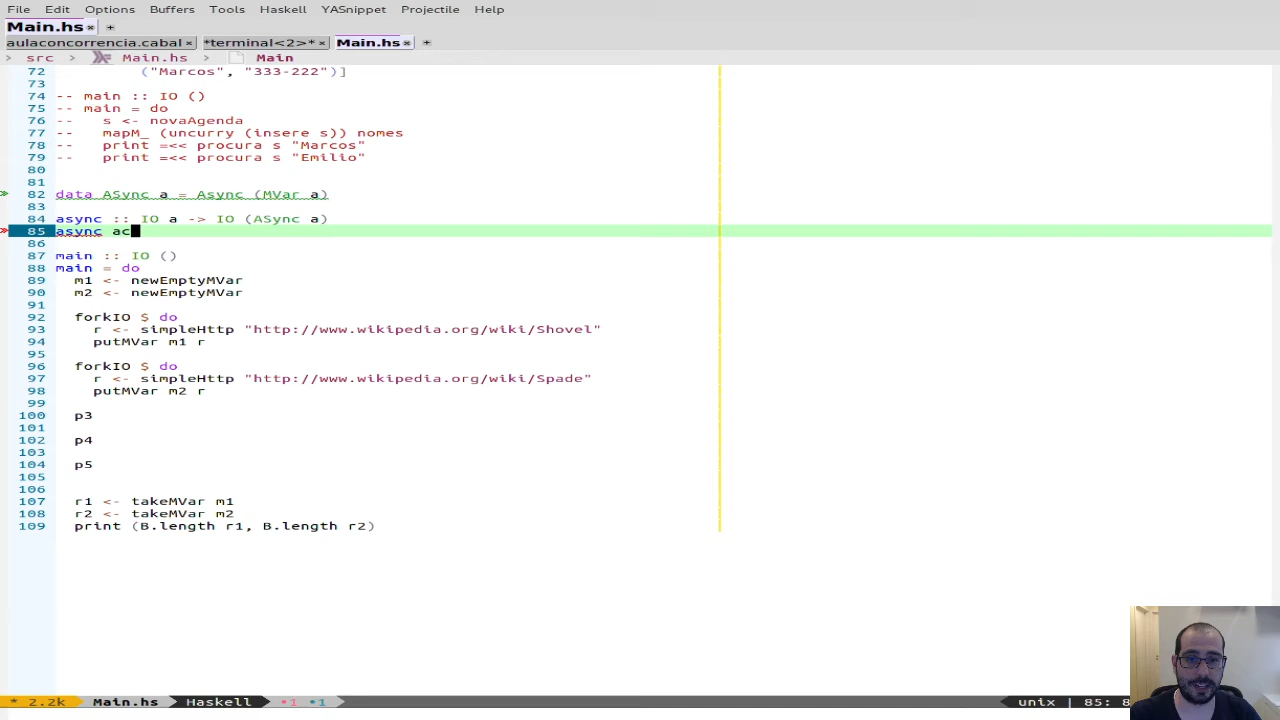 File Edit Options Buffers Tools Haskell YASnippet Projectile Help
Main.hs × +
aulaconcorrencia.cabal × *terminal<2>* × Main.hs × +
> src > Main.hs > Main
72 ("Marcos", "333-222")]
73
74 -- main :: IO ()
75 -- main = do
76 --   s <- novaAgenda
77 --   mapM_ (uncurry (insere s)) nomes
78 --   print =<< procura s "Marcos"
79 --   print =<< procura s "Emilio"
80
81
82 data ASync a = Async (MVar a)
83
84 async :: IO a -> IO (ASync a)
85 async ac
86
87 main :: IO ()
88 main = do
89   m1 <- newEmptyMVar
90   m2 <- newEmptyMVar
91
92   forkIO $ do
93     r <- simpleHttp "http://www.wikipedia.org/wiki/Shovel"
94     putMVar m1 r
95
96   forkIO $ do
97     r <- simpleHttp "http://www.wikipedia.org/wiki/Spade"
98     putMVar m2 r
99
100   p3
101
102   p4
103
104   p5
105
106
107   r1 <- takeMVar m1
108   r2 <- takeMVar m2
109   print (B.length r1, B.length r2)
* 2.2k Main.hs Haskell •1 •1 unix | 85: 8